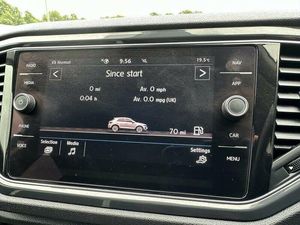 RADIO
MEDIA
PHONE
VOICE
NAV
APP
CAR
MENU
9:56
19.5°C
Since start
0 mi
0:04 h
Av. 0 mph
Av. 0.0 mpg (UK)
70 mi
Selection
Media
Settings